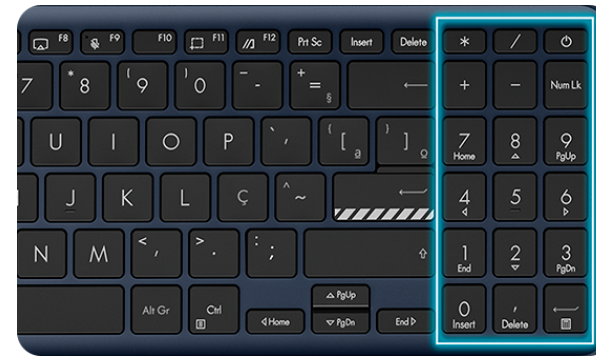 F8 F9 F10 F11 F12 Prt Sc Insert Delete * /
7 * 8 ( 9 ) 0 _ - + = § + - Num Lk
U I O P ` ´ { [ ª } ] º 7 Home 8 9 PgUp
J K L Ç ^ ~ 4 5 6
N M < , > . : ; 1 End 2 3 PgDn
Alt Gr Ctrl Home PgUp PgDn End 0 Insert , Delete